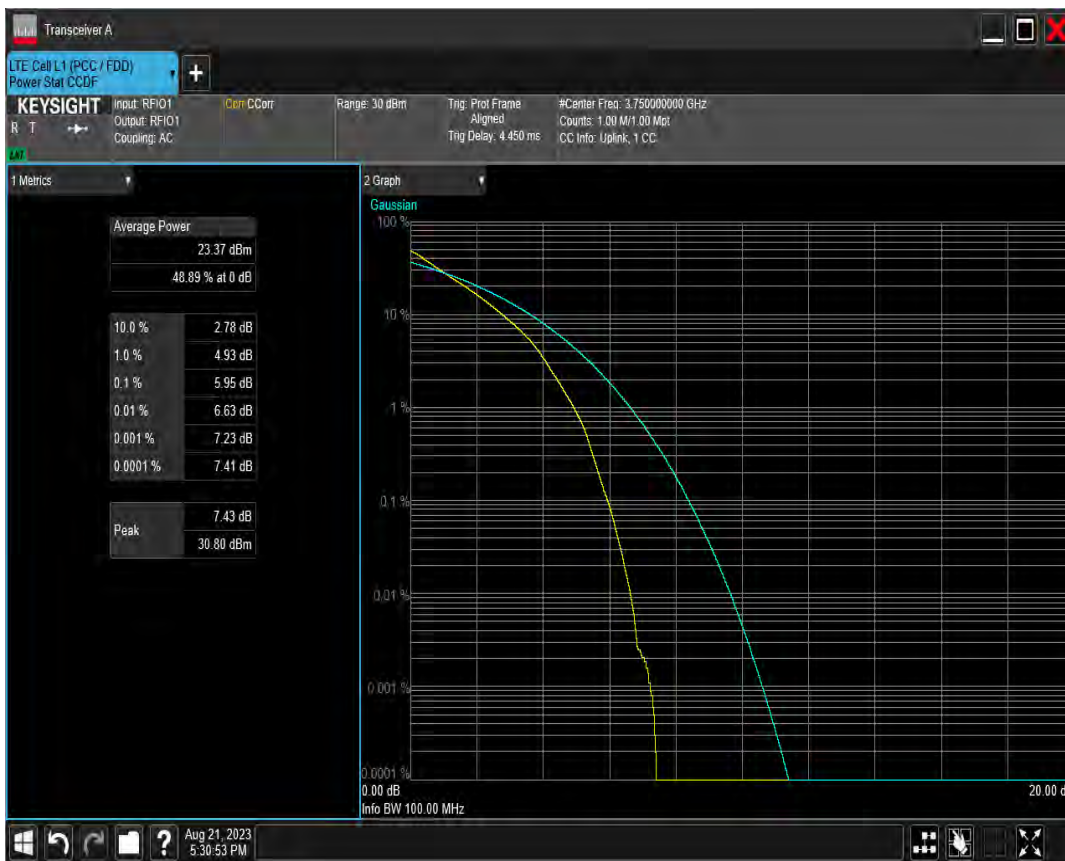 Transceiver A
LTE Cell L1 (PCC / FDD)
Power Stat CCDF
KEYSIGHT
R T
LXI
Input: RFIO1
Output: RFIO1
Coupling: AC
Corr CCorr
Range: 30 dBm
Trig: Prot Frame
Aligned
Trig Delay: 4.450 ms
#Center Freq: 3.750000000 GHz
Counts: 1.00 M/1.00 Mpt
CC Info: Uplink, 1 CC
1 Metrics
Average Power
23.37 dBm
48.89 % at 0 dB
10.0 % 2.78 dB
1.0 % 4.93 dB
0.1 % 5.95 dB
0.01 % 6.63 dB
0.001 % 7.23 dB
0.0001 % 7.41 dB
Peak 7.43 dB
30.80 dBm
2 Graph
Gaussian
100 %
10 %
1 %
0.1 %
0.01 %
0.001 %
0.0001 %
0.00 dB 20.00 d
Info BW 100.00 MHz
Aug 21, 2023
5:30:53 PM